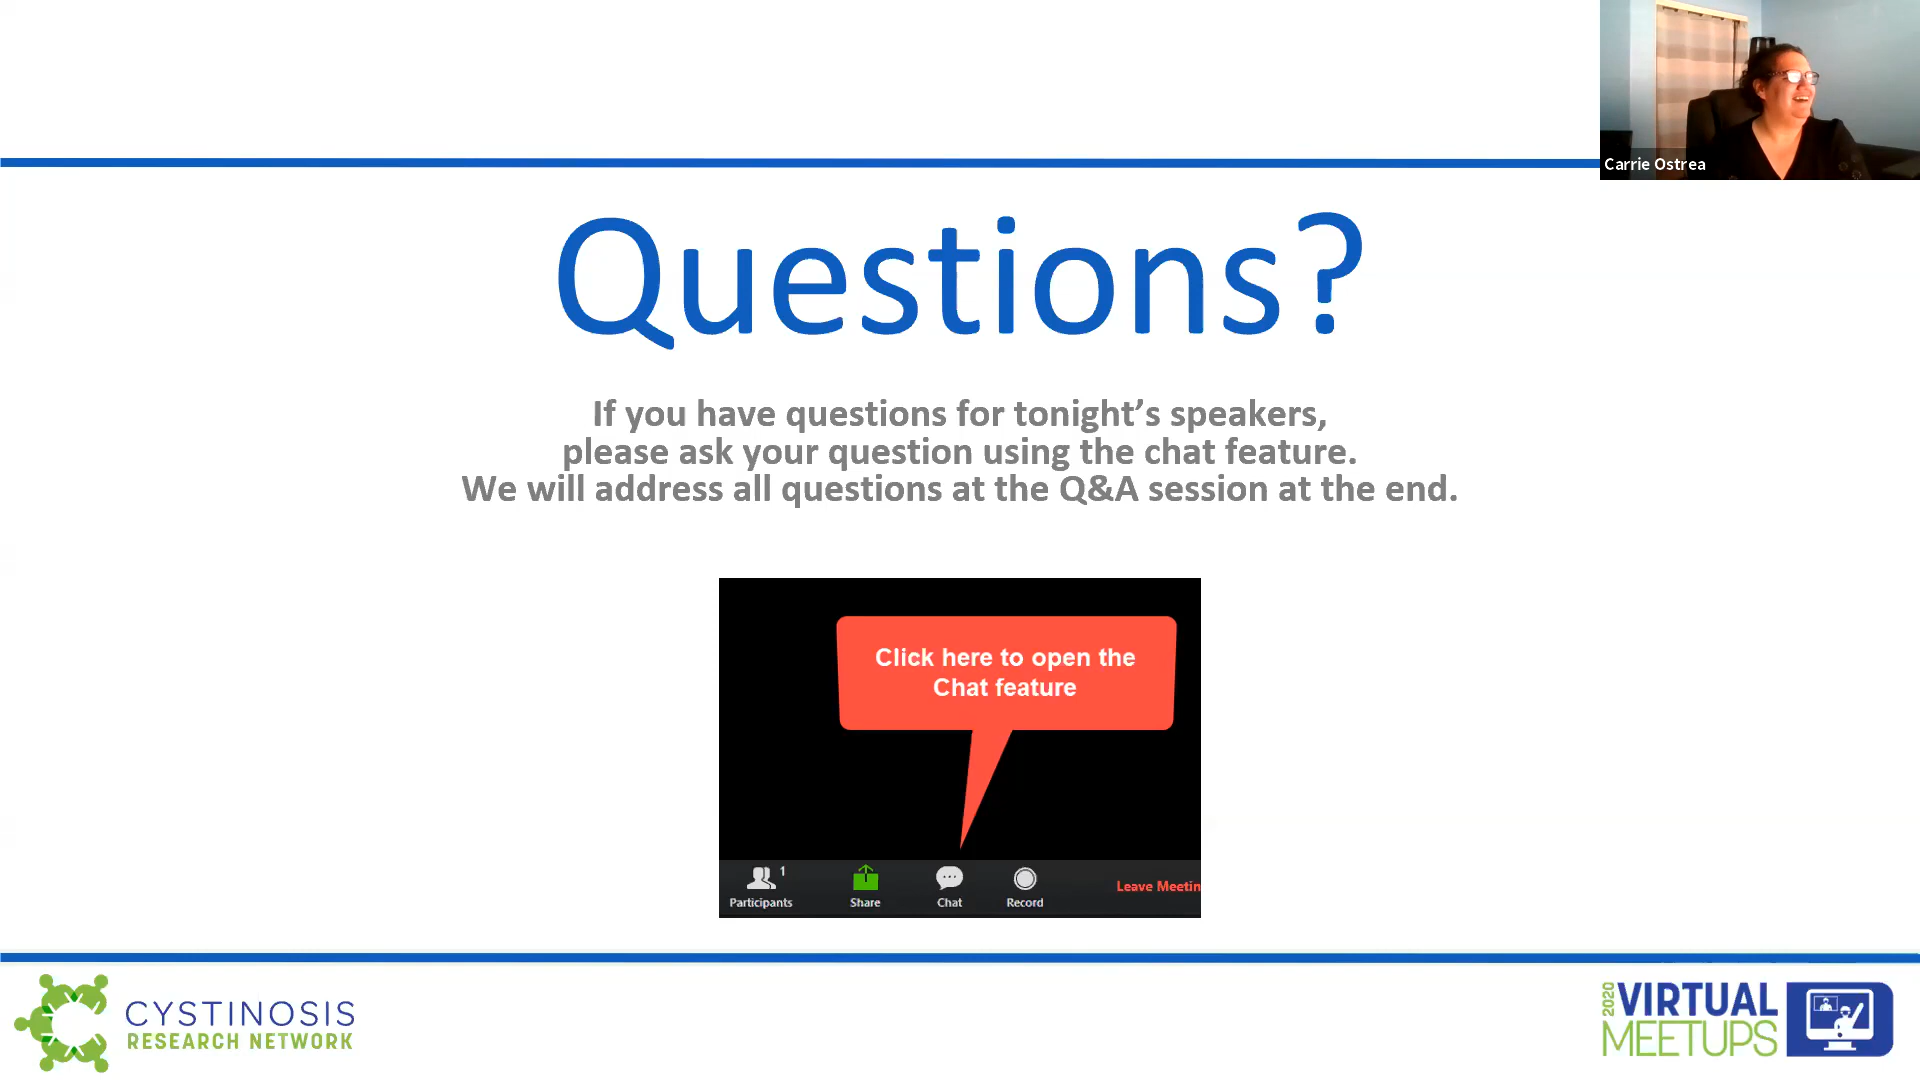 Carrie Ostrea
Questions?
If you have questions for tonight’s speakers,
please ask your question using the chat feature.
We will address all questions at the Q&A session at the end.
Click here to open the
Chat feature
1
Participants
Share
Chat
Record
Leave Meetin
CYSTINOSIS
RESEARCH NETWORK
2020
VIRTUAL
MEETUPS